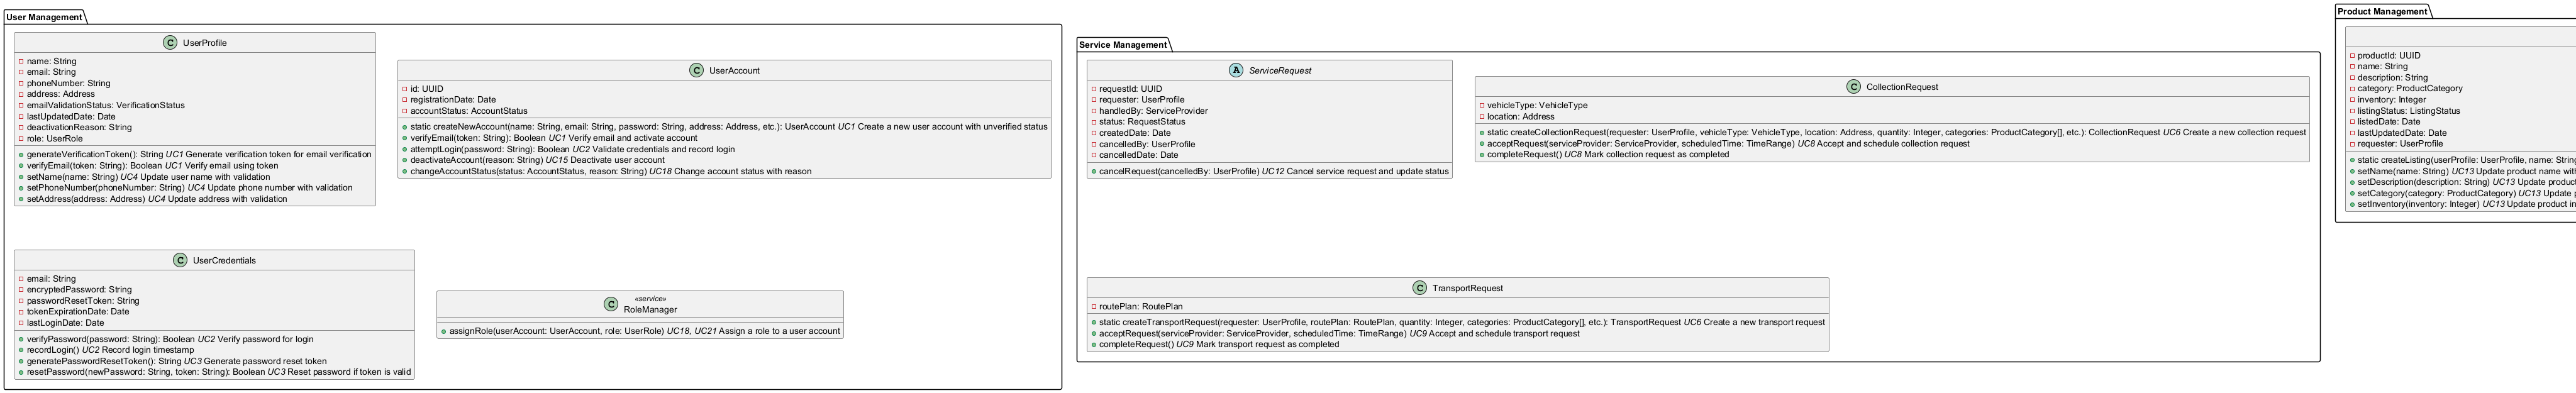 User Management
UserProfile
name: String
email: String
phoneNumber: String
address: Address
emailValidationStatus: VerificationStatus
lastUpdatedDate: Date
deactivationReason: String
role: UserRole
generateVerificationToken(): String UC1 Generate verification token for email verification
verifyEmail(token: String): Boolean UC1 Verify email using token
setName(name: String) UC4 Update user name with validation
setPhoneNumber(phoneNumber: String) UC4 Update phone number with validation
setAddress(address: Address) UC4 Update address with validation
C UserAccount
id: UUID
registrationDate: Date
accountStatus: AccountStatus
static createNewAccount(name: String, email: String, password: String, address: Address, etc.): UserAccount UC1 Create a new user account with unverified status
verifyEmail(token: String): Boolean UC1 Verify email and activate account
attemptLogin(password: String): Boolean UC2 Validate credentials and record login
deactivateAccount(reason: String) UC15 Deactivate user account
changeAccountStatus(status: AccountStatus, reason: String) UC18 Change account status with reason
C UserCredentials
email: String
encryptedPassword: String
passwordResetToken: String
tokenExpirationDate: Date
lastLoginDate: Date
verifyPassword(password: String): Boolean UC2 Verify password for login
recordLogin() UC2 Record login timestamp
generatePasswordResetToken(): String UC3 Generate password reset token
resetPassword(newPassword: String, token: String): Boolean UC3 Reset password if token is valid
«service»
C RoleManager
assignRole(userAccount: UserAccount, role: UserRole) UC18, UC21 Assign a role to a user account
Service Management
A ServiceRequest
requestId: UUID
requester: UserProfile
handledBy: ServiceProvider
status: RequestStatus
createdDate: Date
cancelledBy: UserProfile
cancelledDate: Date
cancelRequest(cancelledBy: UserProfile) UC12 Cancel service request and update status
C CollectionRequest
vehicleType: VehicleType
location: Address
static createCollectionRequest(requester: UserProfile, vehicleType: VehicleType, location: Address, quantity: Integer, categories: ProductCategory[], etc.): CollectionRequest UC6 Create a new collection request
acceptRequest(serviceProvider: ServiceProvider, scheduledTime: TimeRange) UC8 Accept and schedule collection request
completeRequest() UC8 Mark collection request as completed
C TransportRequest
routePlan: RoutePlan
static createTransportRequest(requester: UserProfile, routePlan: RoutePlan, quantity: Integer, categories: ProductCategory[], etc.): TransportRequest UC6 Create a new transport request
acceptRequest(serviceProvider: ServiceProvider, scheduledTime: TimeRange) UC9 Accept and schedule transport request
completeRequest() UC9 Mark transport request as completed
Product Management
productId: UUID
name: String
description: String
category: ProductCategory
inventory: Integer
listingStatus: ListingStatus
listedDate: Date
lastUpdatedDate: Date
requester: UserProfile
static createListing(userProfile: UserProfile, name: String
setName(name: String) UC13 Update product name with
setDescription(description: String) UC13 Update product
setCategory(category: ProductCategory) UC13 Update
setInventory(inventory: Integer) UC13 Update product